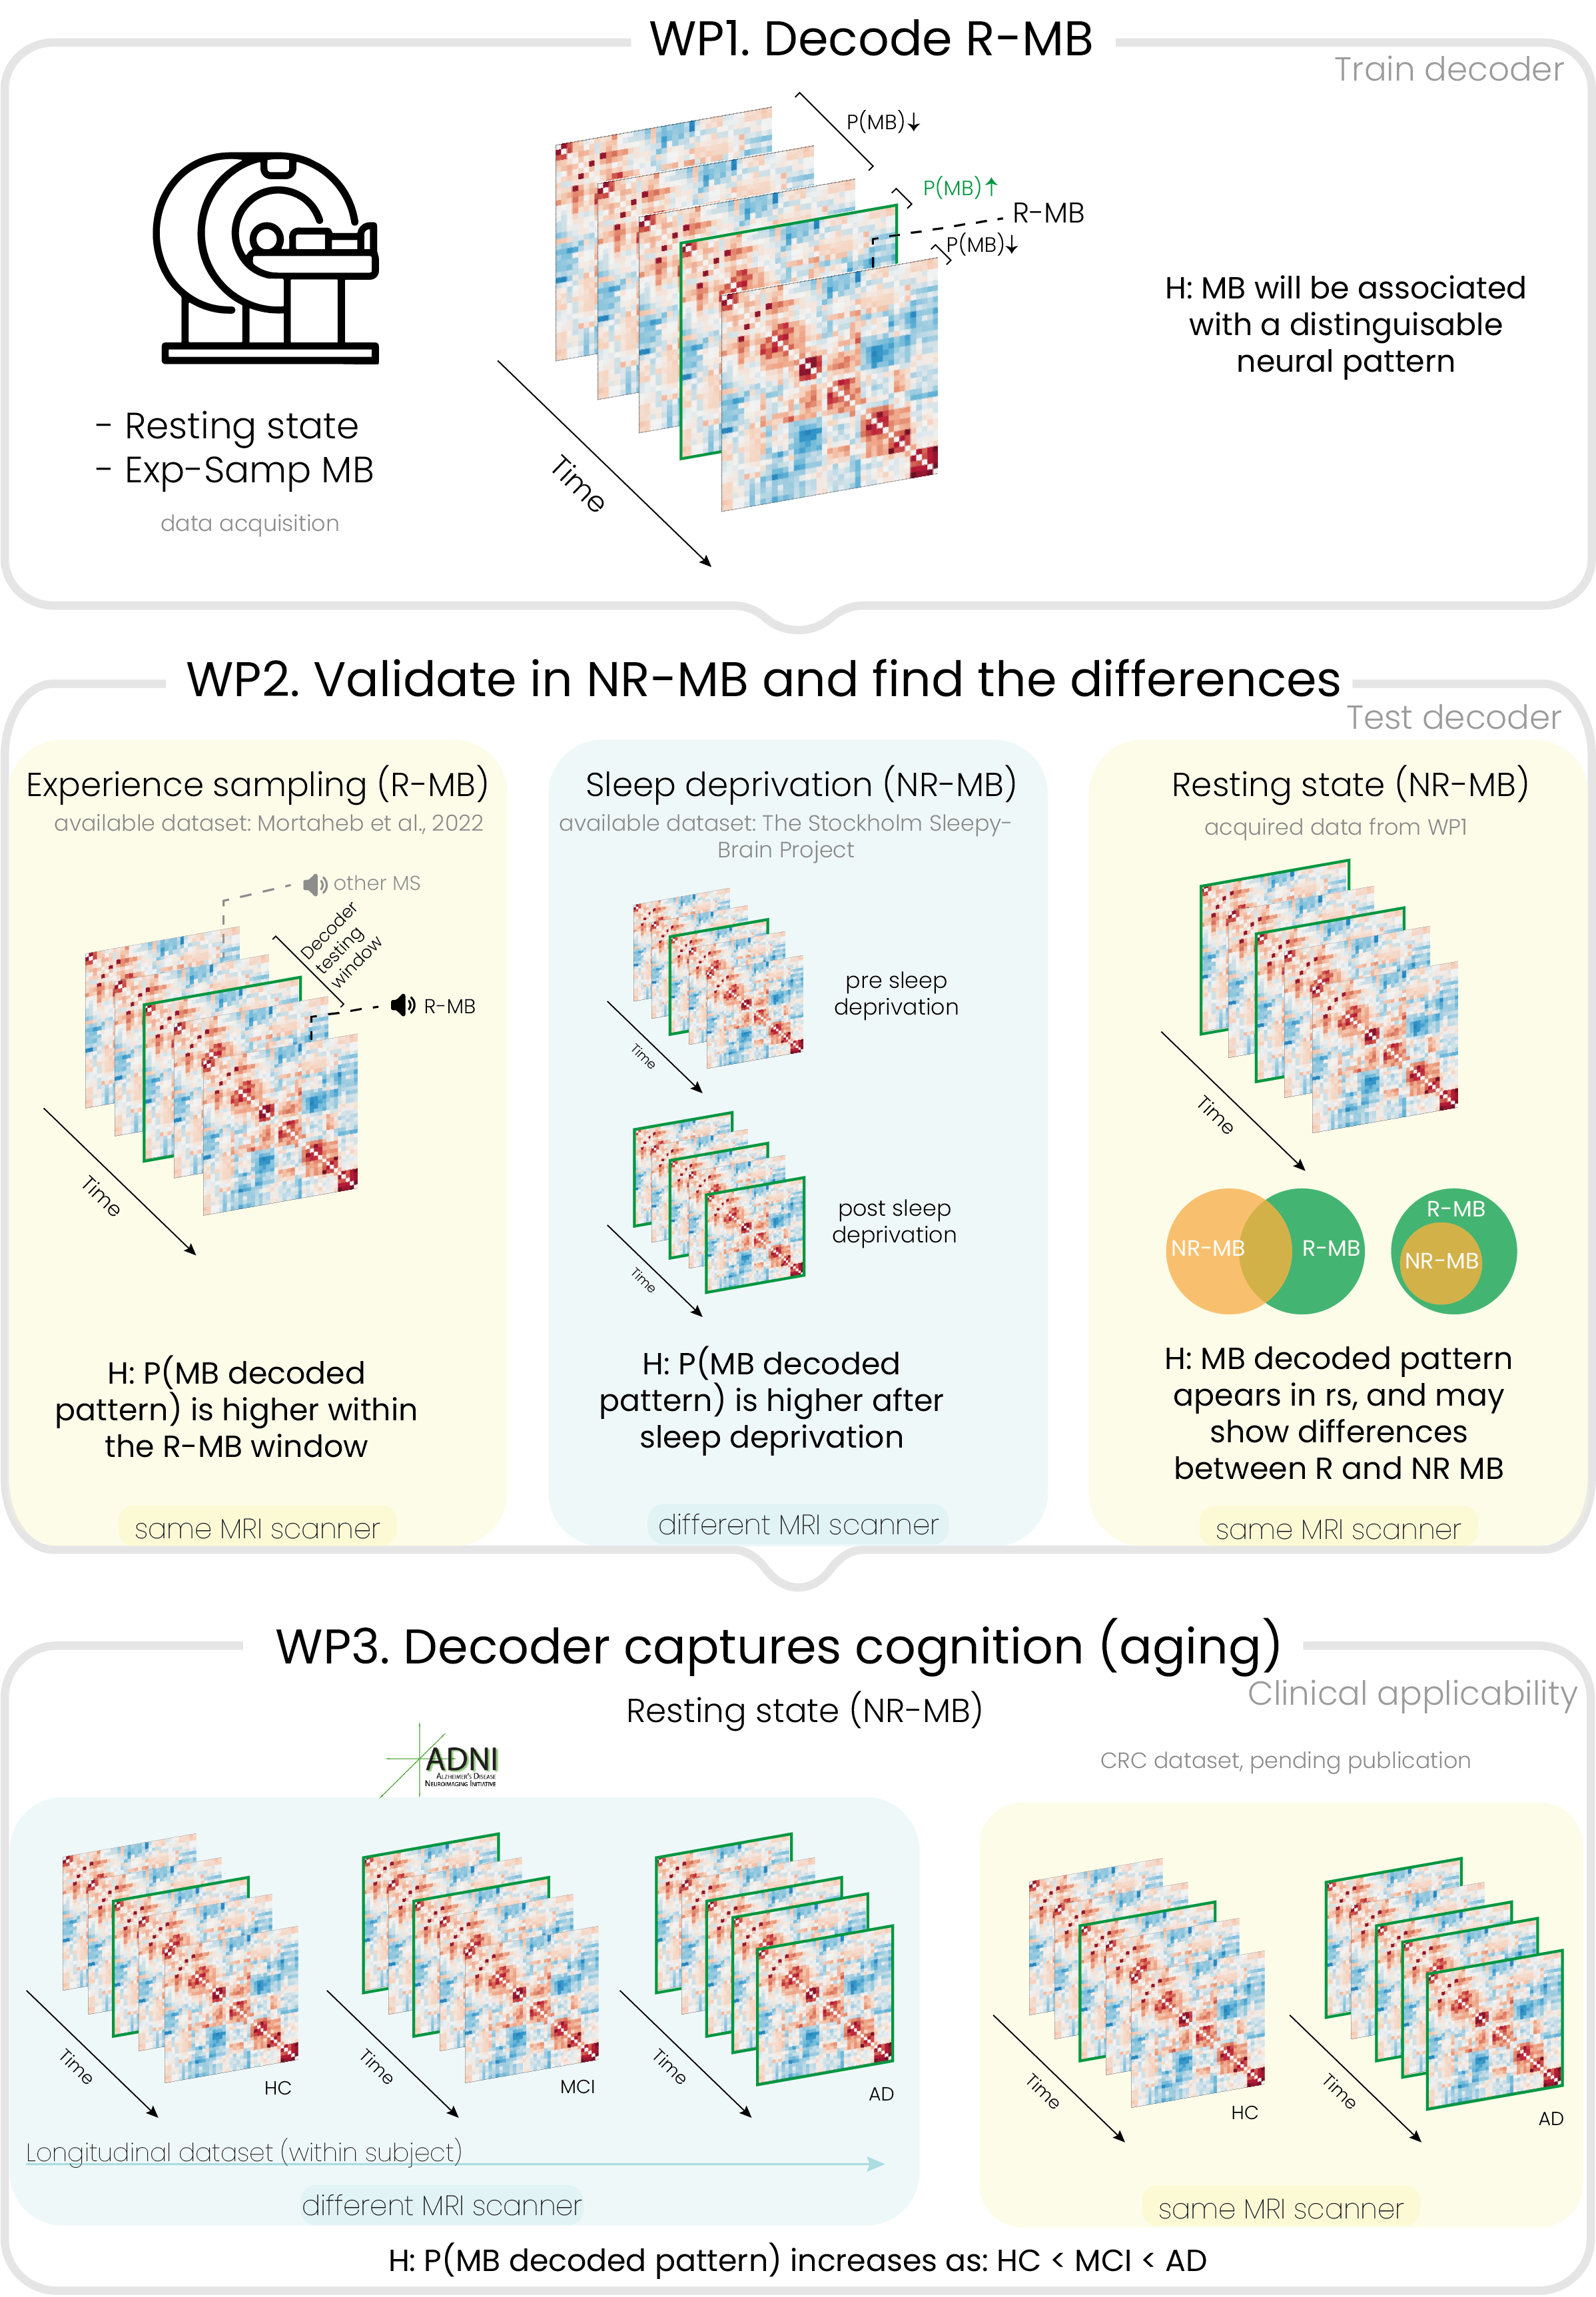 WP1. Decode R-MB
Train decoder
P(MB)↓
P(MB)↑
R-MB
P(MB)↓
H: MB will be associated
with a distinguisable
neural pattern
- Resting state
- Exp-Samp MB
data acquisition
Time
WP2. Validate in NR-MB and find the differences
Test decoder
Experience sampling (R-MB)
available dataset: Mortaheb et al., 2022
other MS
Decoder
testing
window
R-MB
Time
H: P(MB decoded
pattern) is higher within
the R-MB window
same MRI scanner
Sleep deprivation (NR-MB)
available dataset: The Stockholm Sleepy-
Brain Project
pre sleep
deprivation
Time
post sleep
deprivation
Time
H: P(MB decoded
pattern) is higher after
sleep deprivation
different MRI scanner
Resting state (NR-MB)
acquired data from WP1
Time
NR-MB
R-MB
R-MB
NR-MB
H: MB decoded pattern
apears in rs, and may
show differences
between R and NR MB
same MRI scanner
WP3. Decoder captures cognition (aging)
Clinical applicability
Resting state (NR-MB)
ADNI
ALZHEIMER'S DISEASE
NEUROIMAGING INITIATIVE
CRC dataset, pending publication
Time
HC
Time
MCI
Time
AD
Longitudinal dataset (within subject)
different MRI scanner
Time
HC
Time
AD
same MRI scanner
H: P(MB decoded pattern) increases as: HC < MCI < AD